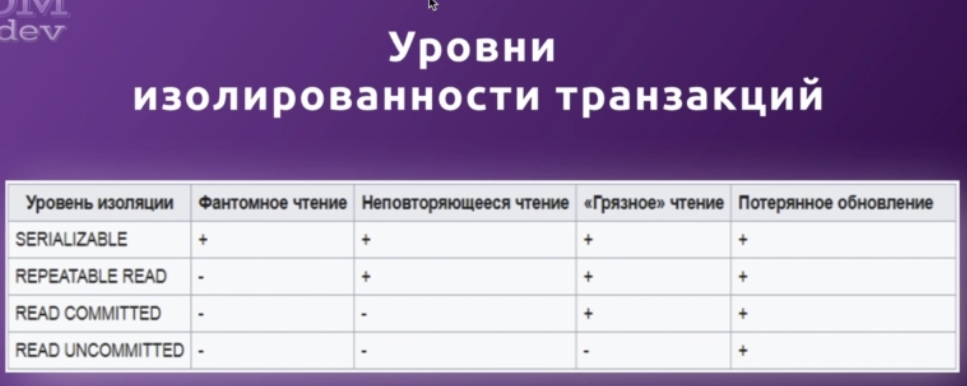 dev
Уровни
изолированности транзакций
Уровень изоляции Фантомное чтение Неповторяющееся чтение «Грязное» чтение Потерянное обновление
SERIALIZABLE + + + +
REPEATABLE READ - + + +
READ COMMITTED - - + +
READ UNCOMMITTED - - - +